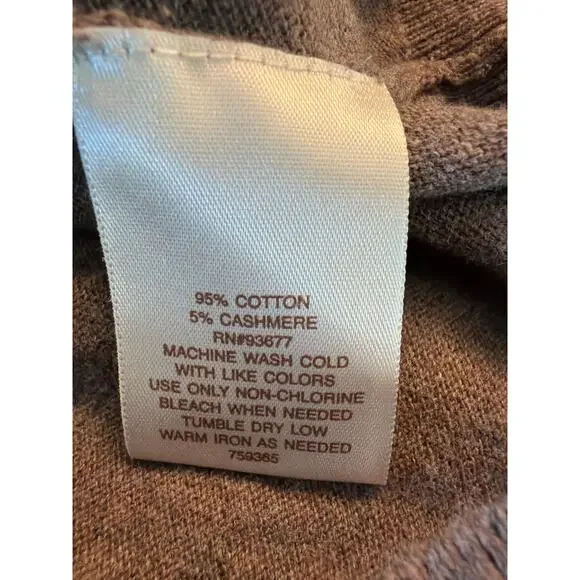 95% COTTON
5% CASHMERE
RN#93677
MACHINE WASH COLD
WITH LIKE COLORS
USE ONLY NON-CHLORINE
BLEACH WHEN NEEDED
TUMBLE DRY LOW
WARM IRON AS NEEDED
759365